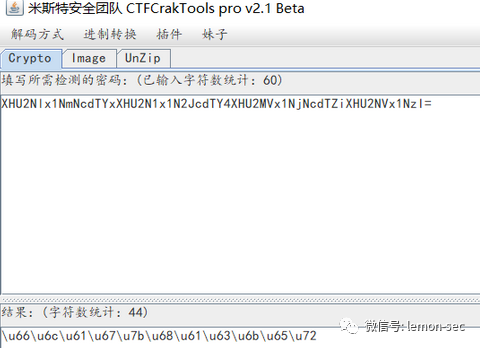 米斯特安全团队 CTFCrakTools pro v2.1 Beta
解码方式 进制转换 插件 妹子
Crypto Image UnZip
填写所需检测的密码:(已输入字符数统计:60)
XHU2Nlx1NmNcdTYxXHU2N1x1N2JcdTY4XHU2MVx1NjNcdTZiXHU2NVx1NzI=
结果:(字符数统计:44)
\u66\u6c\u61\u67\u7b\u68\u61\u63\u6b\u65\u72
微信号: lemon-sec